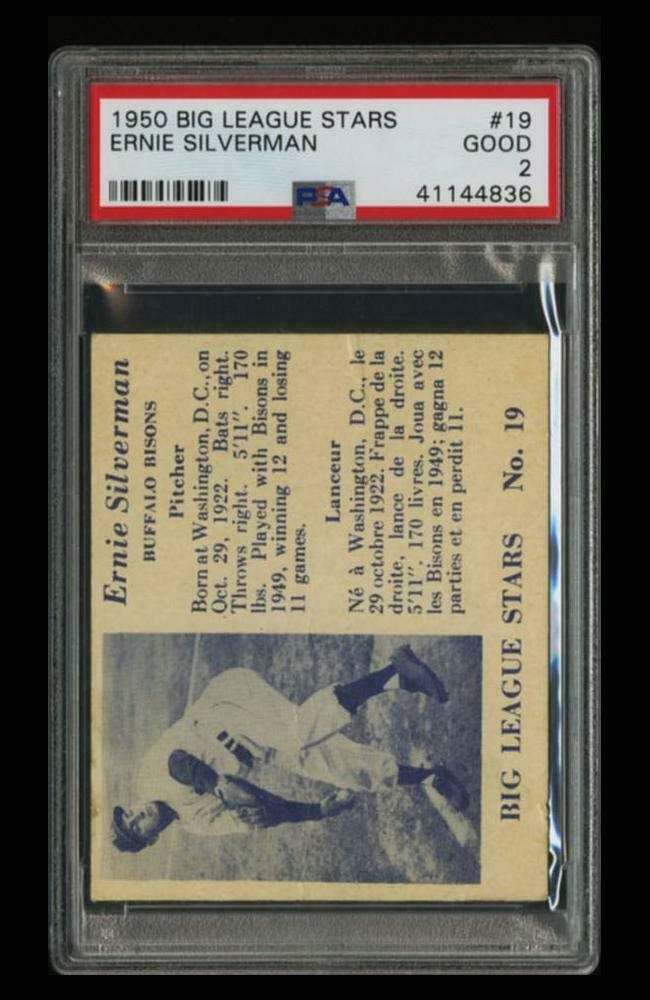 1950 BIG LEAGUE STARS #19
ERNIE SILVERMAN GOOD
2
PSA 41144836
Ernie Silverman
BUFFALO BISONS
Pitcher
Born at Washington, D.C., on
Oct. 29, 1922. Bats right.
Throws right. 5'11". 170
lbs. Played with Bisons in
1949, winning 12 and losing
11 games.
Lanceur
Né à Washington, D.C., le
29 octobre 1922. Frappe de la
droite, lance de la droite.
5'11". 170 livres. Joua avec
les Bisons en 1949; gagna 12
parties et en perdit 11.
BIG LEAGUE STARS No. 19